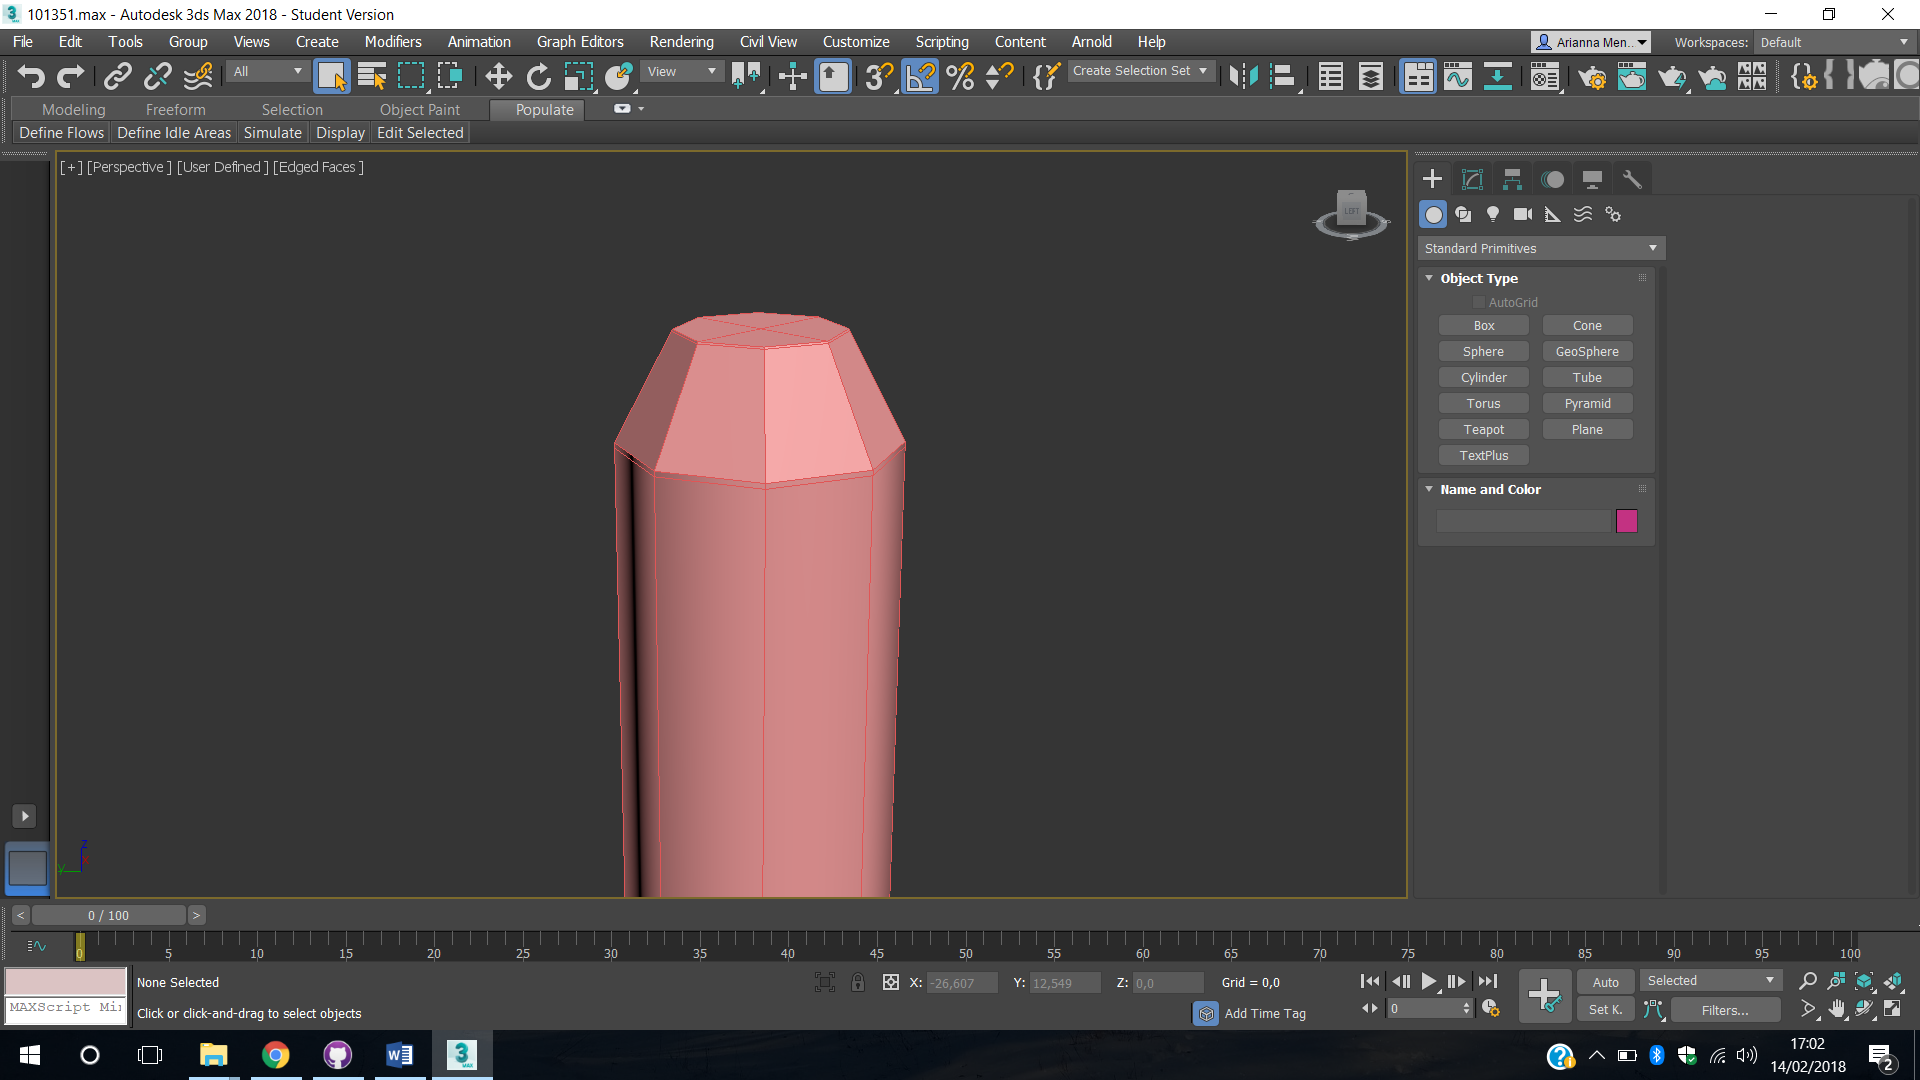 101351.max - Autodesk 3ds Max 2018 - Student Version
File Edit Tools Group Views Create Modifiers Animation Graph Editors Rendering Civil View Customize Scripting Content Arnold Help
Arianna Men... Workspaces: Default
All View Create Selection Set
Modeling Freeform Selection Object Paint Populate
Define Flows Define Idle Areas Simulate Display Edit Selected
[+] [Perspective ] [User Defined ] [Edged Faces ]
LEFT
Standard Primitives
Object Type
AutoGrid
Box Cone
Sphere GeoSphere
Cylinder Tube
Torus Pyramid
Teapot Plane
TextPlus
Name and Color
z
x
y
< 0 / 100 >
0 5 10 15 20 25 30 35 40 45 50 55 60 65 70 75 80 85 90 95 100
None Selected X: -26,607 Y: 12,549 Z: 0,0 Grid = 0,0 Auto Selected
MAXScript Mi
Click or click-and-drag to select objects Add Time Tag 0 Set K. Filters...
17:02
14/02/2018
2